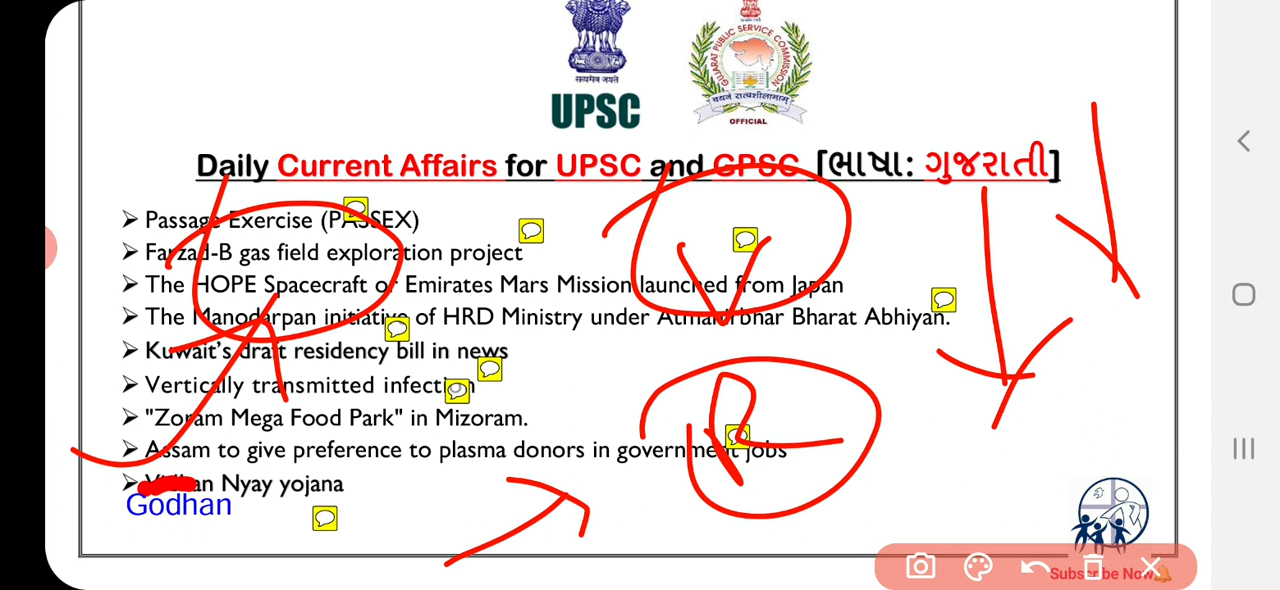 सत्यमेव जयते
UPSC
GUJARAT PUBLIC SERVICE COMMISSION
OFFICIAL
Daily Current Affairs for UPSC and GPSC [ભાષા: ગુજરાતી]
➢ Passage Exercise (PASSEX)
➢ Farzad-B gas field exploration project
➢ The HOPE Spacecraft or Emirates Mars Mission launched from Japan
➢ The Manodarpan initiative of HRD Ministry under Atmanirbhar Bharat Abhiyan.
➢ Kuwait's draft residency bill in news
➢ Vertically transmitted infection
➢ "Zoram Mega Food Park" in Mizoram.
➢ Assam to give preference to plasma donors in government jobs
➢ Nyay yojana
Godhan
Subscribe Now